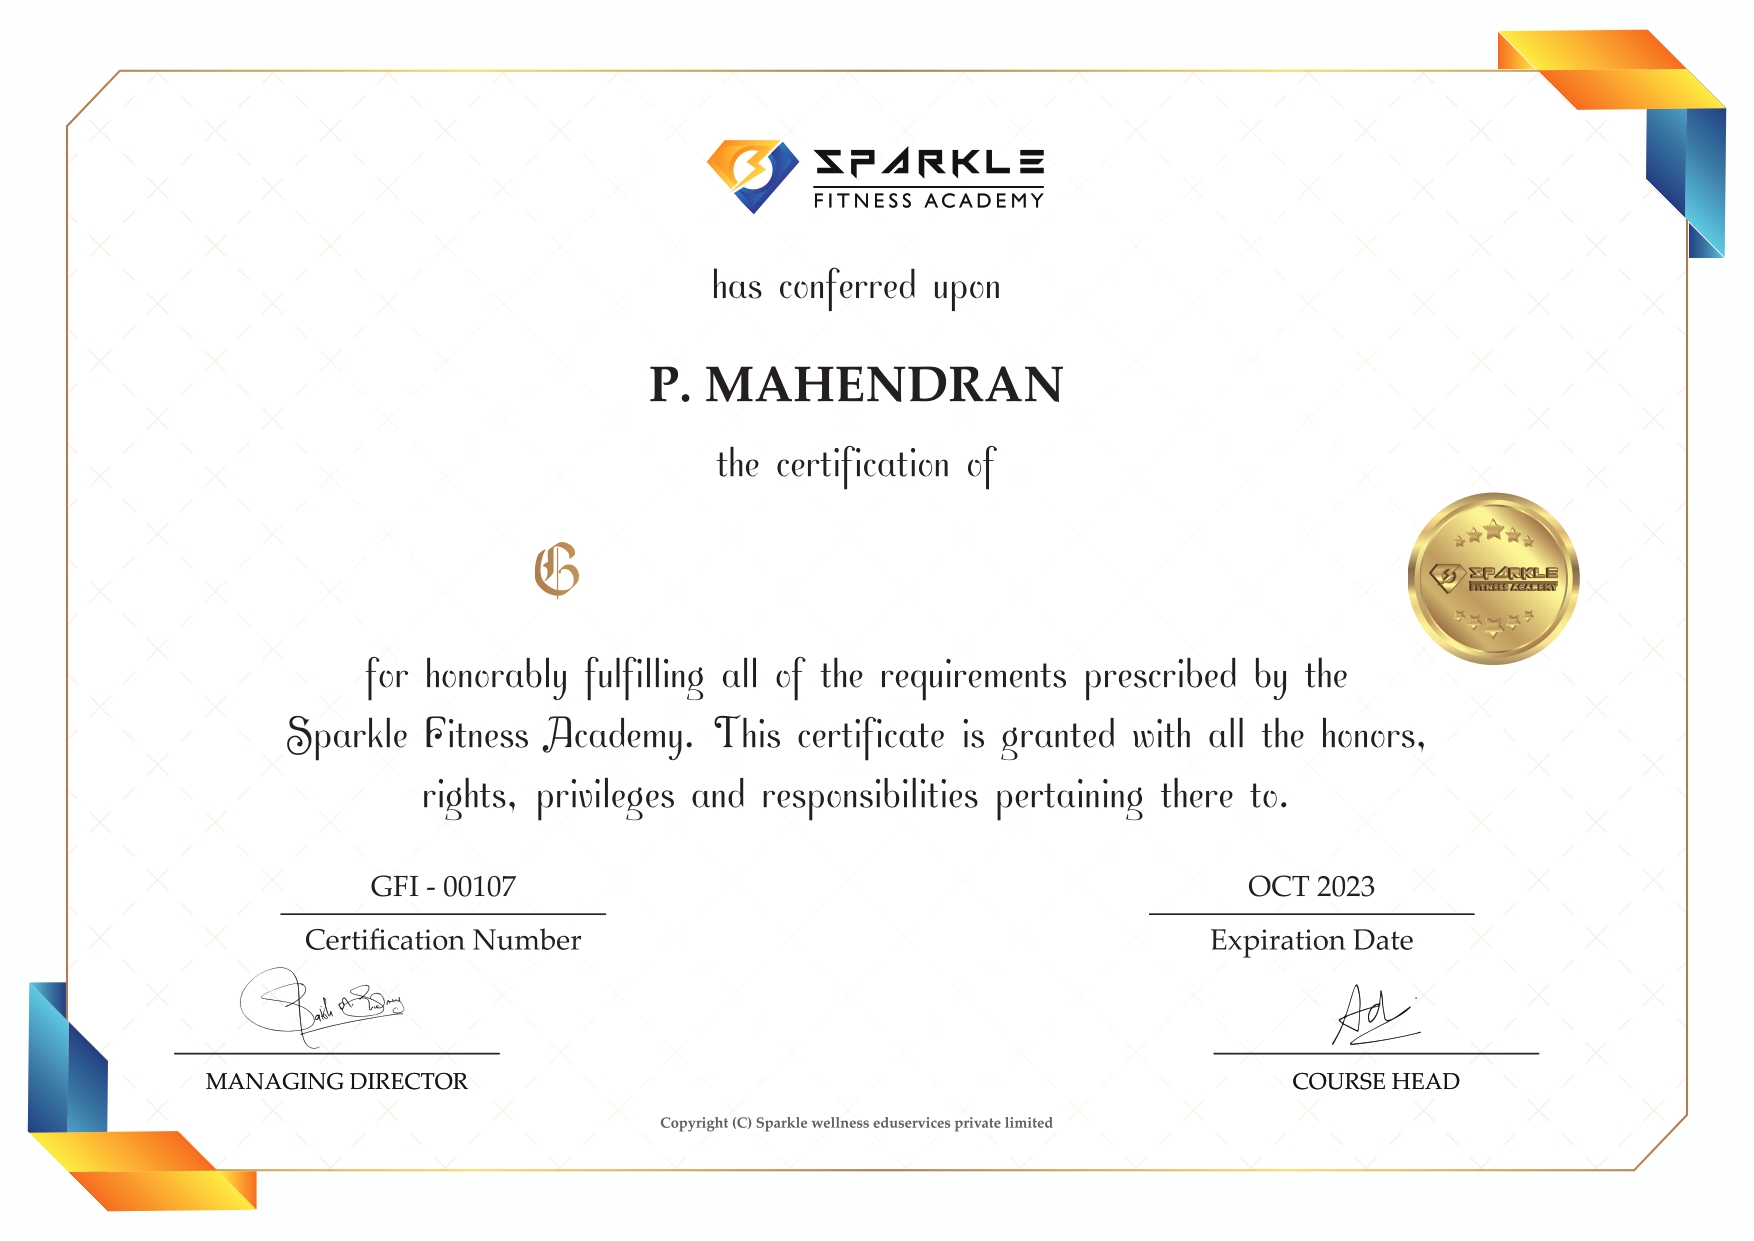 SPARKLE
FITNESS ACADEMY
has conferred upon
P. MAHENDRAN
the certification of
G
SPARKLE
FITNESS ACADEMY
for honorably fulfilling all of the requirements prescribed by the
Sparkle Fitness Academy. This certificate is granted with all the honors,
rights, privileges and responsibilities pertaining there to.
GFI - 00107
OCT 2023
Certification Number
Expiration Date
MANAGING DIRECTOR
COURSE HEAD
Copyright (C) Sparkle wellness eduservices private limited